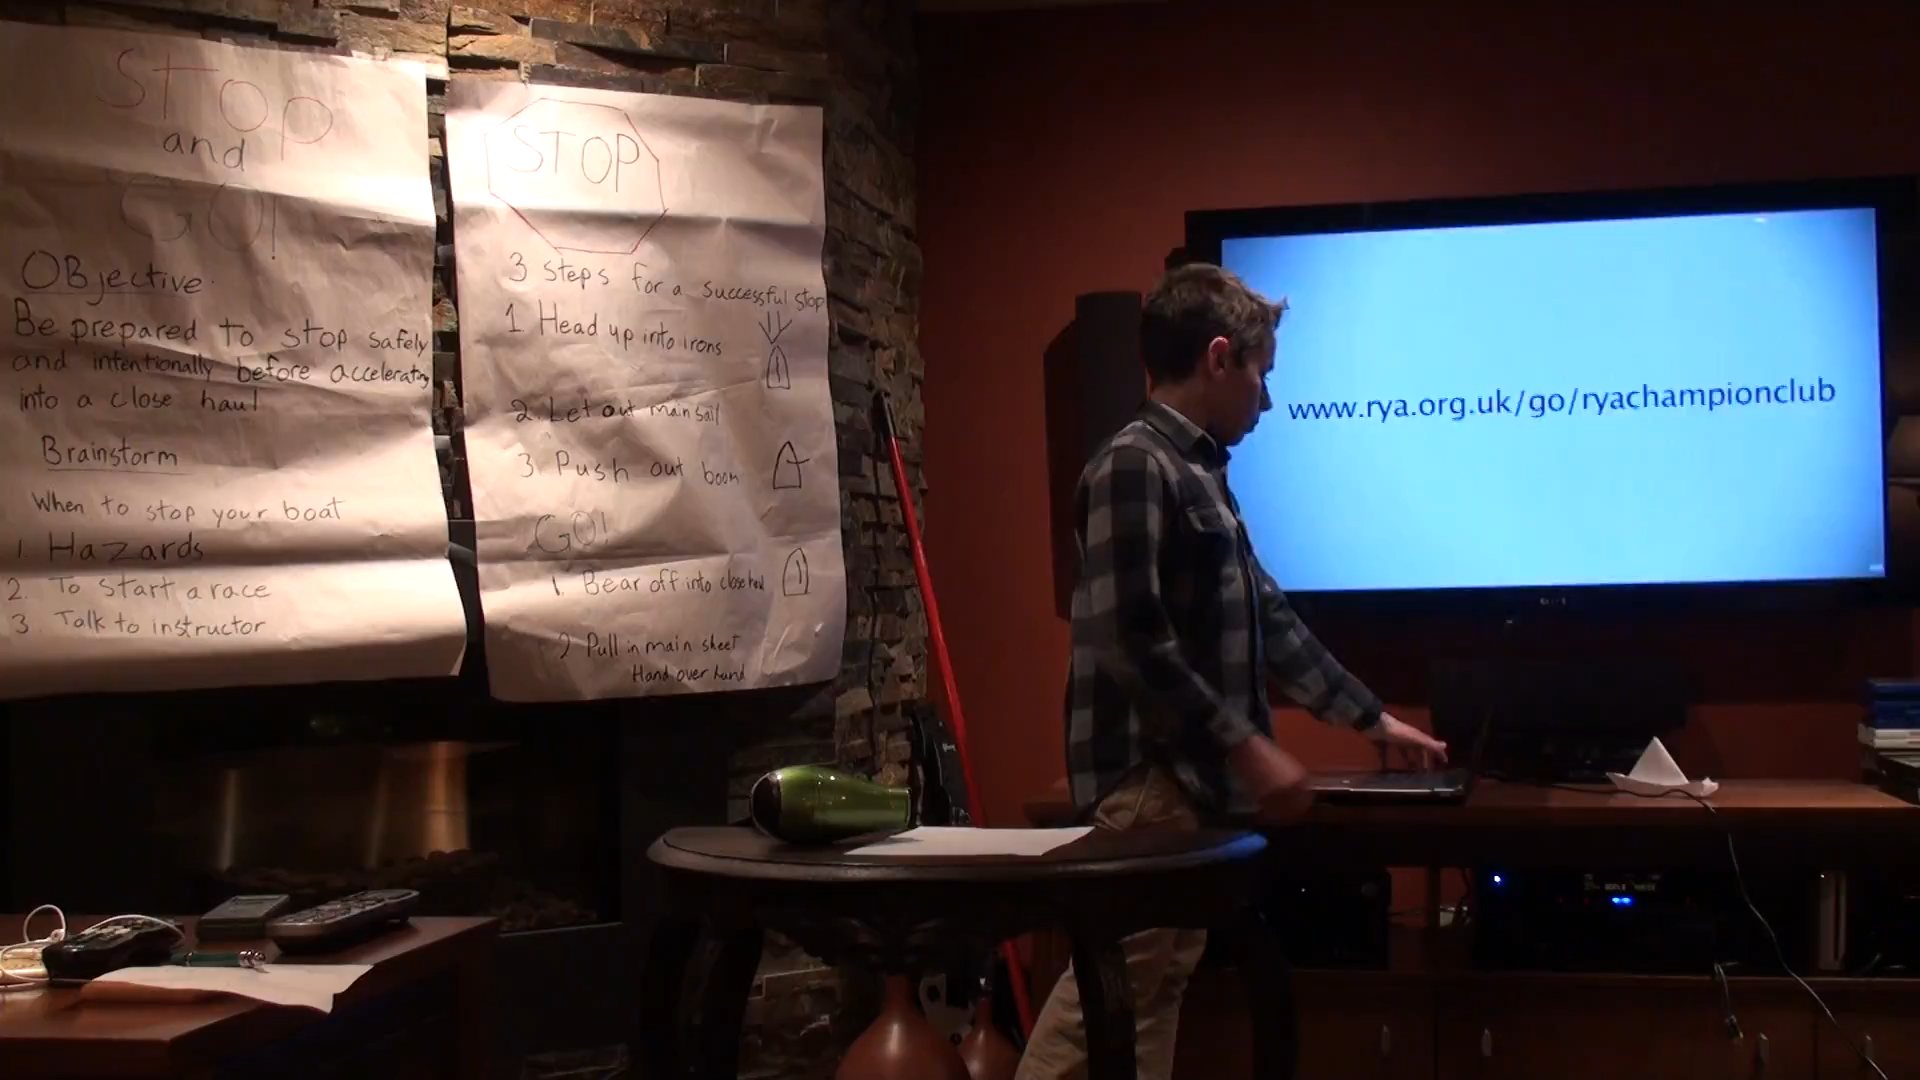 STOP
and
GO!
OBjective
Be prepared to stop safely
and intentionally before accelerating
into a close haul
Brainstorm
When to stop your boat
1. Hazards
2. To start a race
3. Talk to instructor
STOP
3 steps for a successful stop
1. Head up into irons
2. Let out main sail
3. Push out boom
GO!
1. Bear off into close haul
2 Pull in main sheet
Hand over hand
www.rya.org.uk/go/ryachampionclub